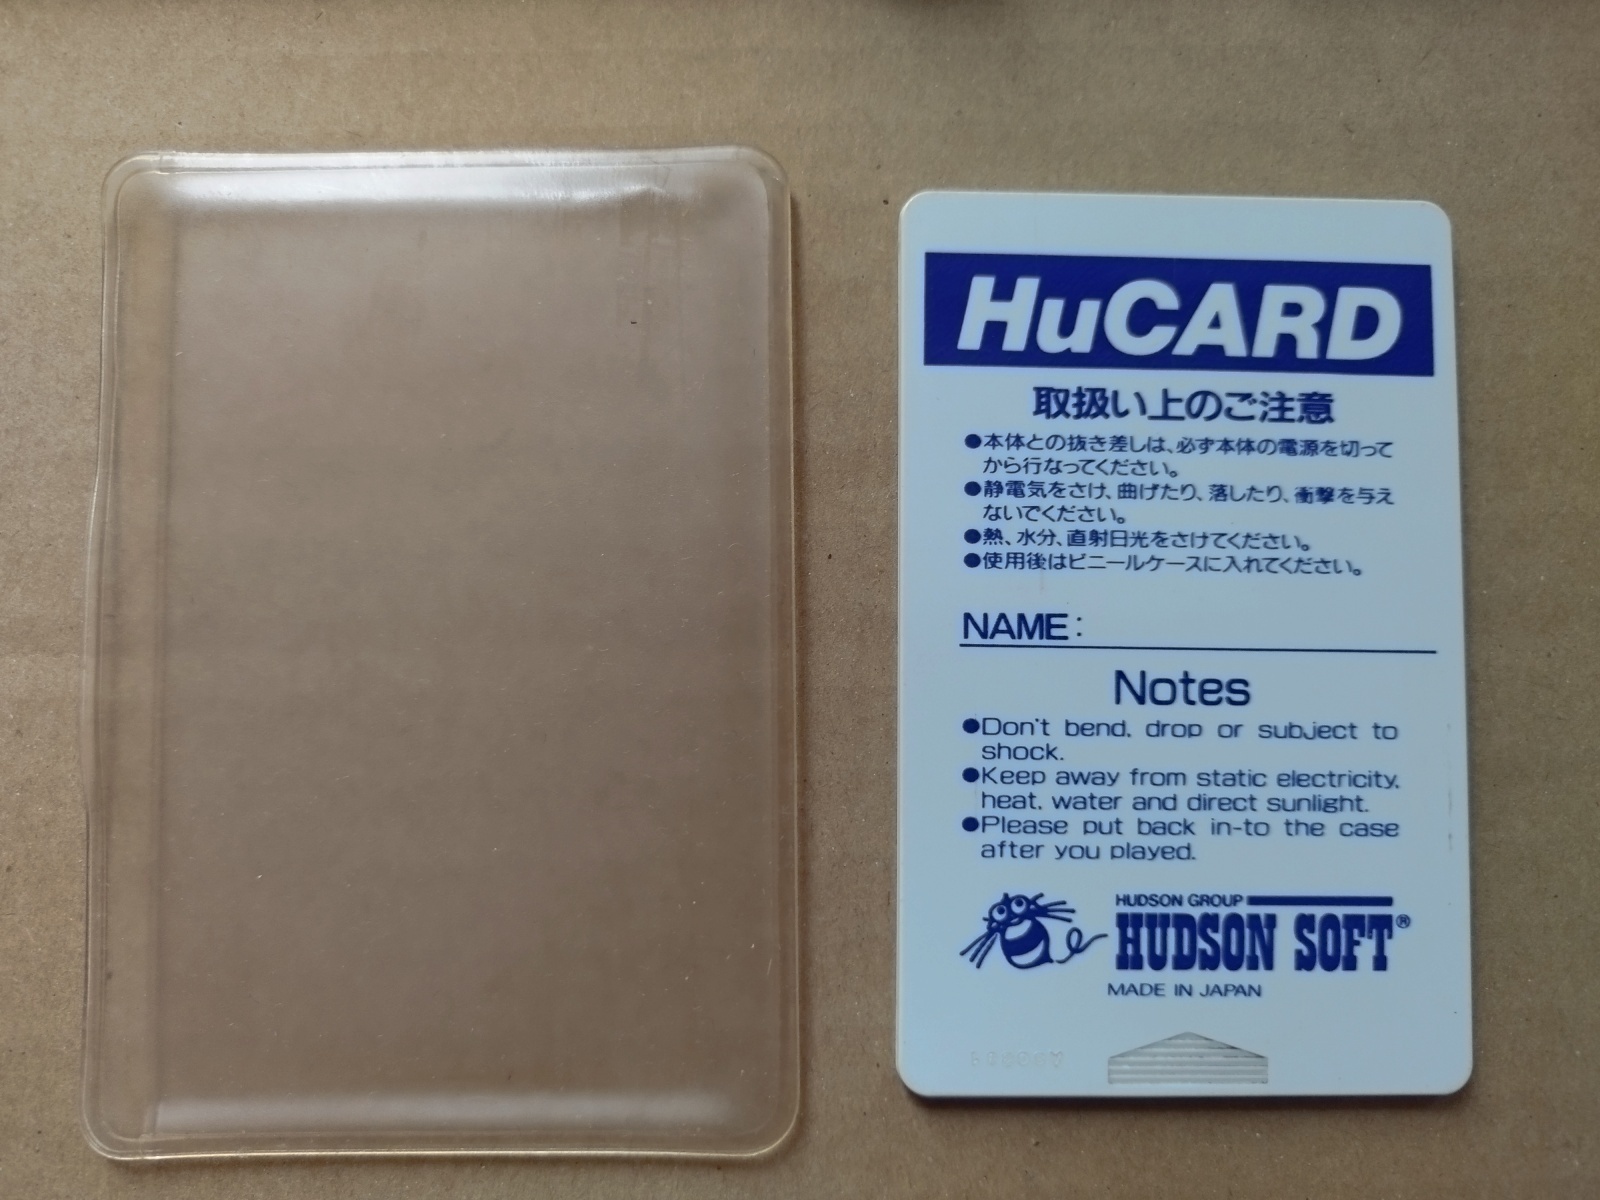 HuCARD
取扱い上のご注意
●本体との抜き差しは、必ず本体の電源を切って
から行なってください。
●静電気をさけ、曲げたり、落したり、衝撃を与え
ないでください。
●熱、水分、直射日光をさけてください。
●使用後はビニールケースに入れてください。
NAME:
Notes
●Don't bend, drop or subject to
shock.
●Keep away from static electricity,
heat, water and direct sunlight.
●Please put back in-to the case
after you played.
HUDSON GROUP
HUDSON SOFT®
MADE IN JAPAN